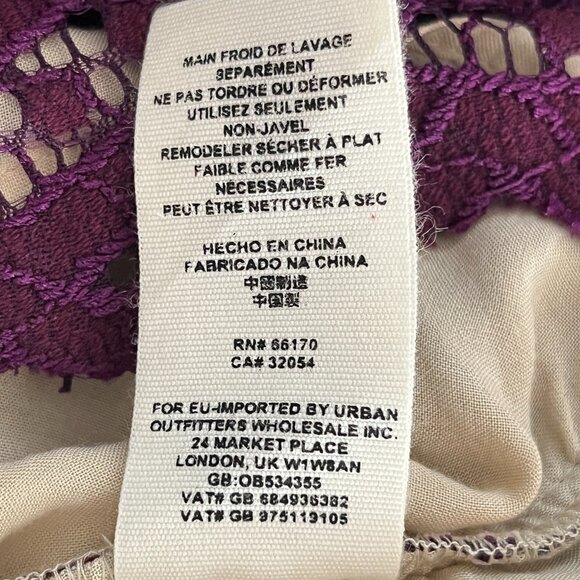 MAIN FROID DE LAVAGE
SEPARÉMENT
NE PAS TORDRE OU DÉFORMER
UTILISEZ SEULEMENT
NON-JAVEL
REMODELER SÉCHER À PLAT
FAIBLE COMME FER
NÉCESSAIRES
PEUT ÊTRE NETTOYER À SEC
HECHO EN CHINA
FABRICADO NA CHINA
中國制造
中国製
RN# 66170
CA# 32054
FOR EU-IMPORTED BY URBAN
OUTFITTERS WHOLESALE INC.
24 MARKET PLACE
LONDON, UK W1W8AN
GB:OB534355
VAT# GB 684936382
VAT# GB 975119105